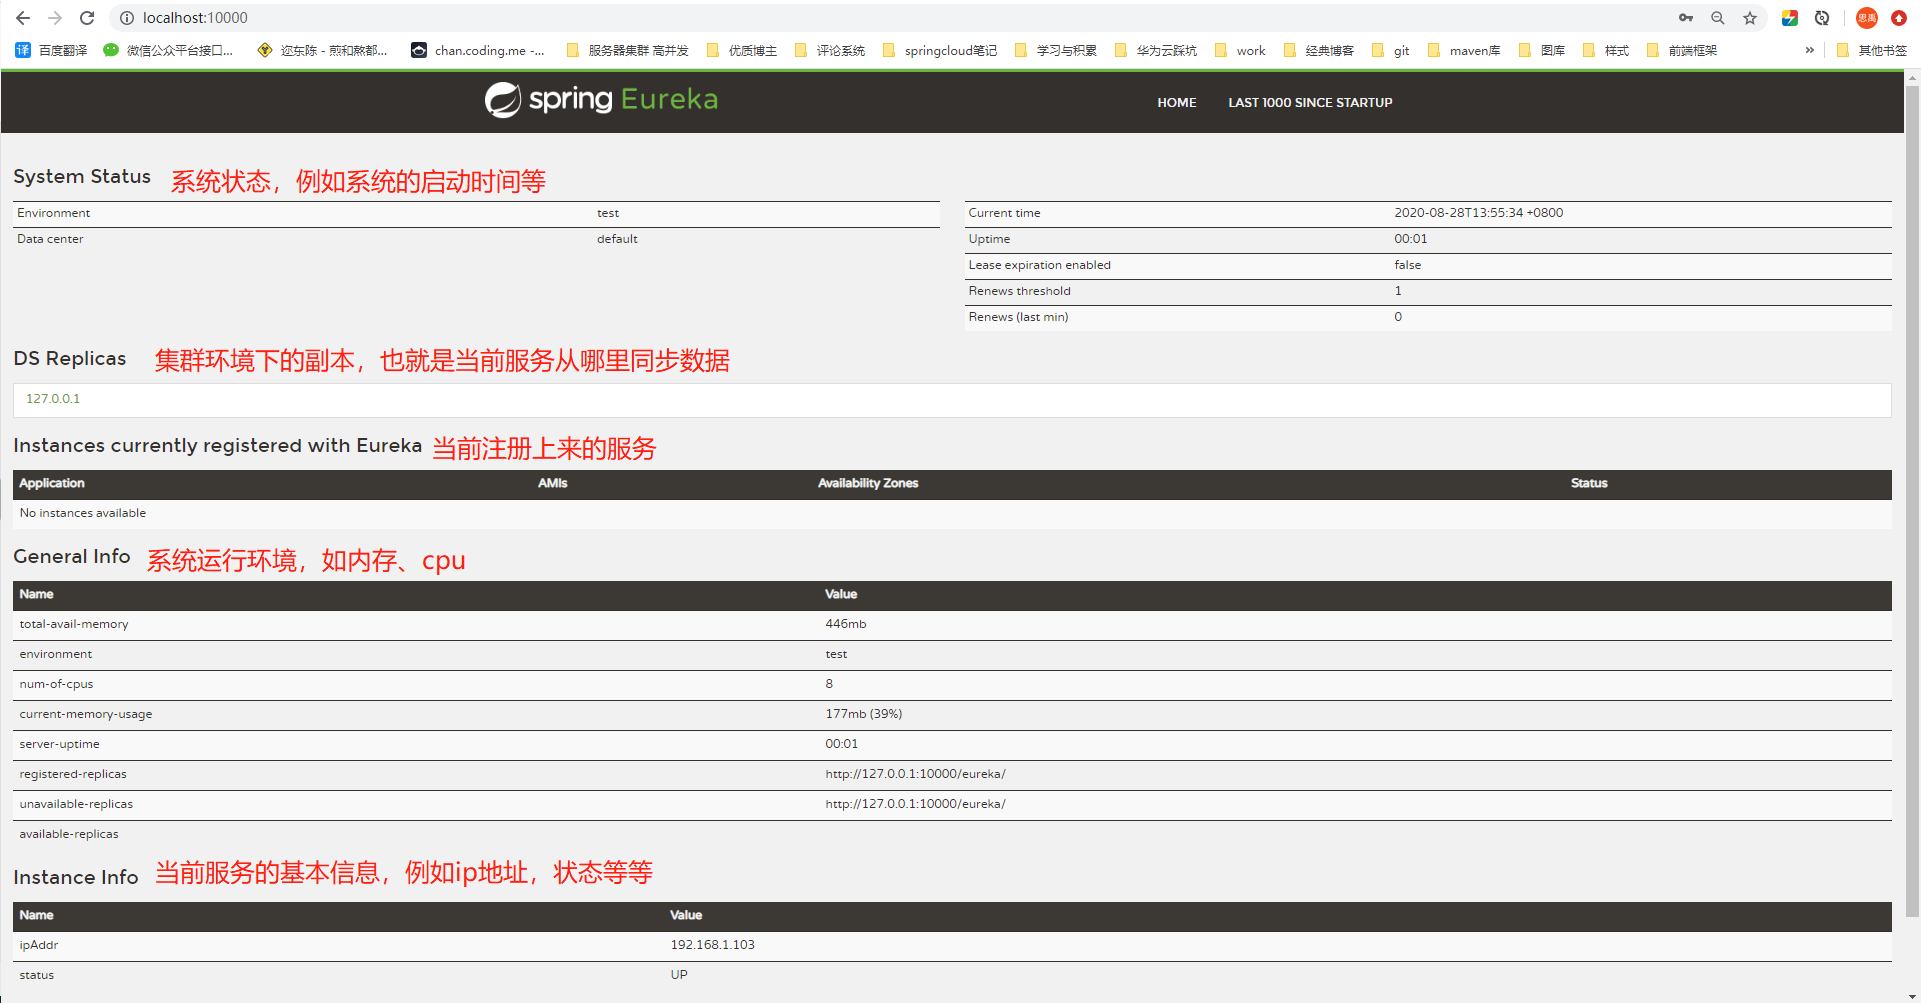 localhost:10000
思禹
百度翻译 微信公众平台接口... 迩东陈 - 煎和熬都... chan.coding.me -... 服务器集群 高并发 优质博主 评论系统 springcloud笔记 学习与积累 华为云踩坑 work 经典博客 git maven库 图库 样式 前端框架 » 其他书签
spring Eureka HOME LAST 1000 SINCE STARTUP
System Status 系统状态，例如系统的启动时间等
Environment test
Data center default
Current time 2020-08-28T13:55:34 +0800
Uptime 00:01
Lease expiration enabled false
Renews threshold 1
Renews (last min) 0
DS Replicas 集群环境下的副本，也就是当前服务从哪里同步数据
127.0.0.1
Instances currently registered with Eureka 当前注册上来的服务
Application AMIs Availability Zones Status
No instances available
General Info 系统运行环境，如内存、cpu
Name Value
total-avail-memory 446mb
environment test
num-of-cpus 8
current-memory-usage 177mb (39%)
server-uptime 00:01
registered-replicas http://127.0.0.1:10000/eureka/
unavailable-replicas http://127.0.0.1:10000/eureka/
available-replicas
Instance Info 当前服务的基本信息，例如ip地址，状态等等
Name Value
ipAddr 192.168.1.103
status UP